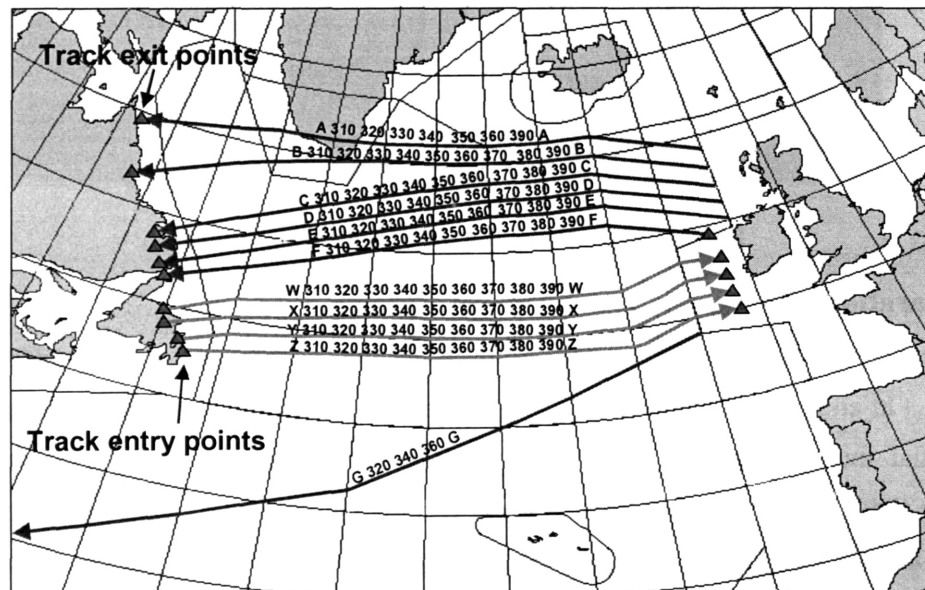 Track exit points
A 310 320 330 340 350 360 390 A
B 310 320 330 340 350 360 370 380 390 B
C 310 320 330 340 350 360 370 380 390 C
D 310 320 330 340 350 360 370 380 390 D
E 310 320 330 340 350 360 370 380 390 E
F 310 320 330 340 350 360 370 380 390 F
W 310 320 330 340 350 360 370 380 390 W
X 310 320 330 340 350 360 370 380 390 X
Y 310 320 330 340 350 360 370 380 390 Y
Z 310 320 330 340 350 360 370 380 390 Z
Track entry points
G 320 340 360 G